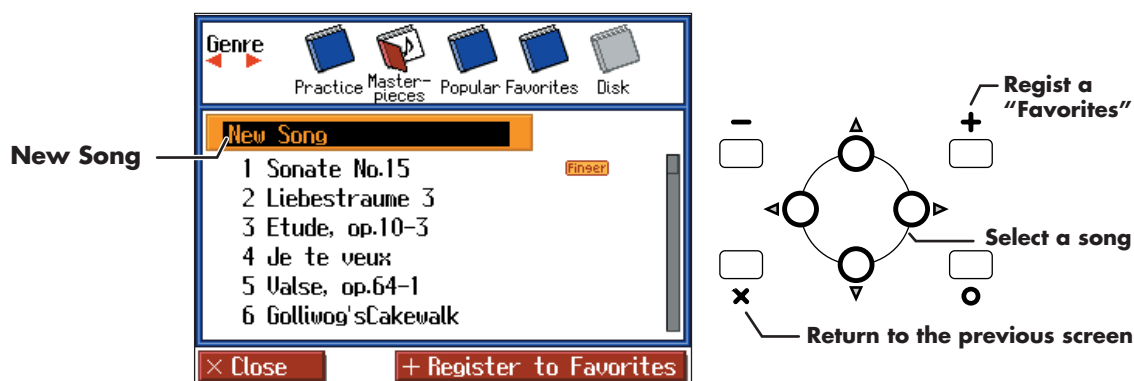 Genre
Practice
Master-
pieces
Popular
Favorites
Disk
New Song
New Song
1 Sonate No.15
Finger
2 Liebestraume 3
3 Etude, op.10-3
4 Je te veux
5 Valse, op.64-1
6 Golliwog'sCakewalk
× Close
+ Register to Favorites
−
+
Regist a
“Favorites”
Select a song
×
○
Return to the previous screen